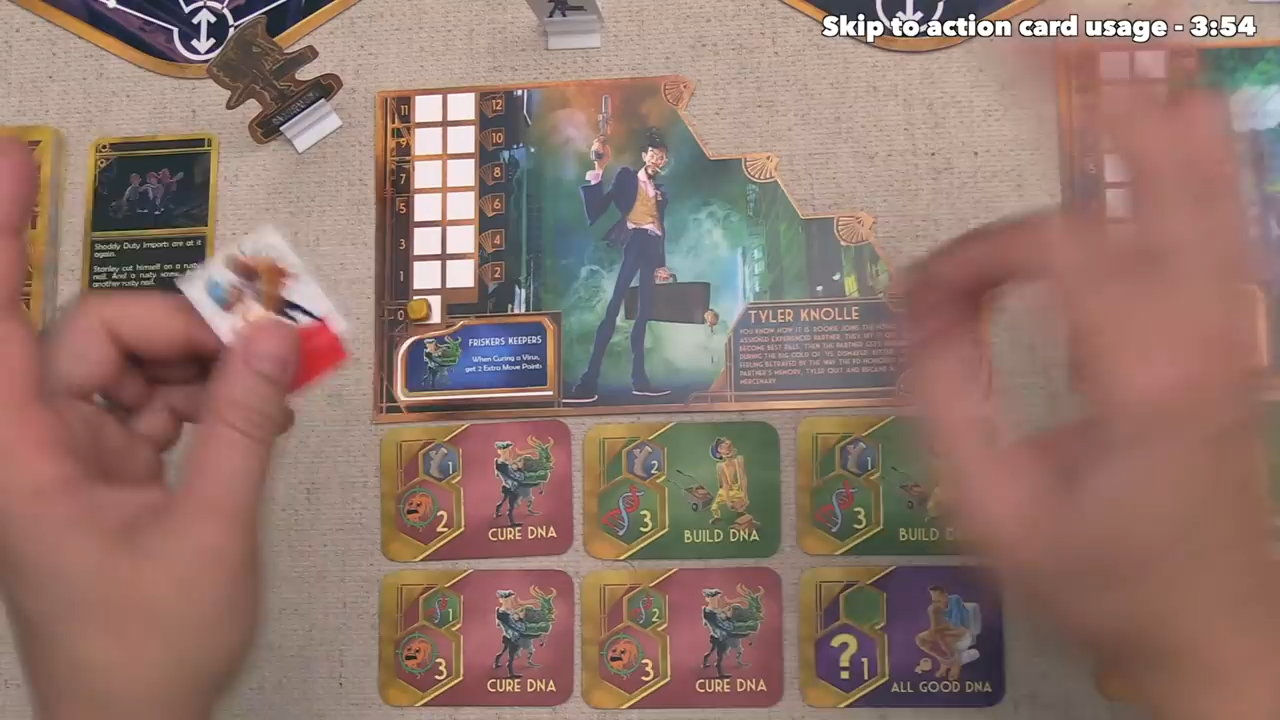 Skip to action card usage - 3:54
Shoddy Duty Imports are at it
again.
Stanley cut himself on a rusty
nail. And a rusty
another rusty nail.
11
9
7
5
3
1
0
12
10
8
6
4
2
FRISKERS KEEPERS
When Curing a Virus,
get 2 Extra Move Points
TYLER KNOLLE
YOU KNOW HOW IT IS. ROOKIE JOINS THE
ASSIGNED EXPERIENCED PARTNER. THEY
BECOME BEST PALS. THEN THE PARTNER
DURING THE BIG COLD OF
FEELING BETRAYED BY THE WAY THE PD
PARTNER'S MEMORY, TYLER QUIT AND BECAME A
MERCENARY
1
2
CURE DNA
2
3
BUILD DNA
1
3
BUILD
1
3
CURE DNA
2
3
CURE DNA
?1
ALL GOOD DNA